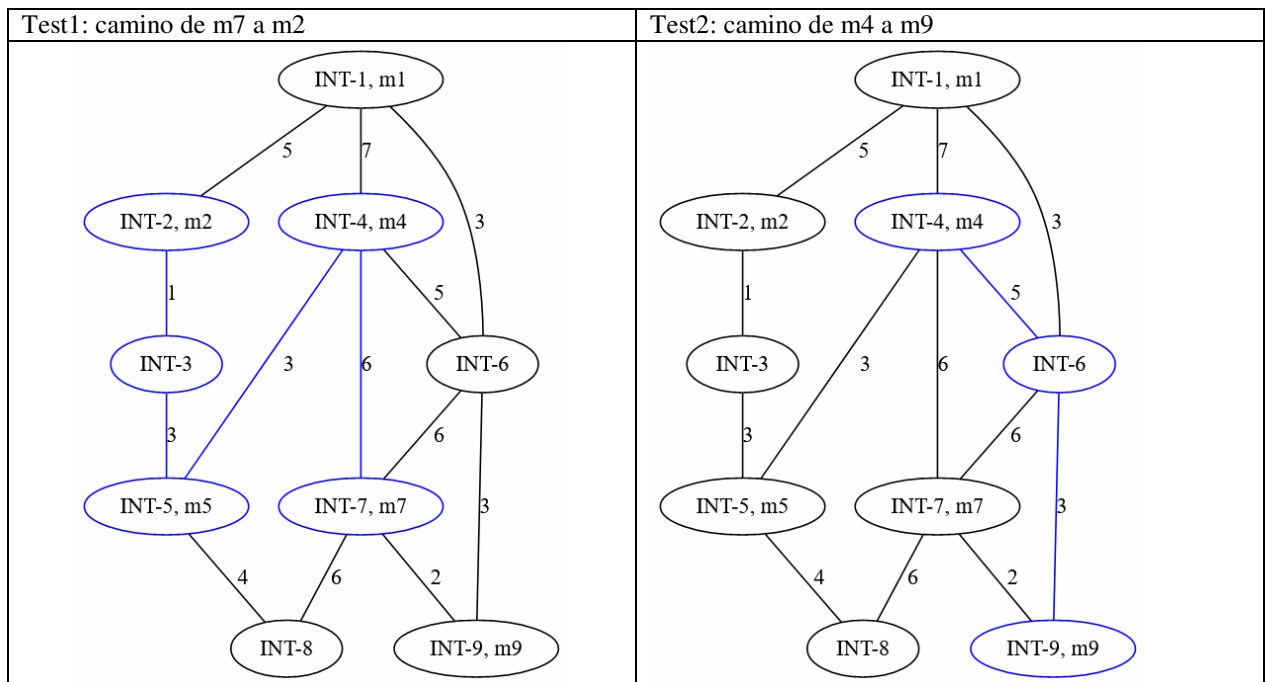 Test1: camino de m7 a m2
INT-1, m1
5
7
INT-2, m2
INT-4, m4
3
1
5
INT-3
3
6
INT-6
3
6
INT-5, m5
INT-7, m7
3
4
6
2
INT-8
INT-9, m9
Test2: camino de m4 a m9
INT-1, m1
5
7
INT-2, m2
INT-4, m4
3
1
5
INT-3
3
6
INT-6
3
6
INT-5, m5
INT-7, m7
3
4
6
2
INT-8
INT-9, m9